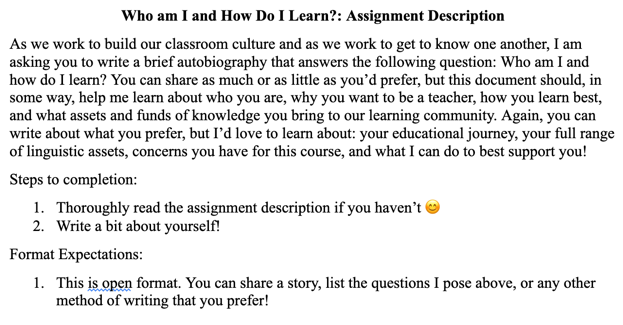 Who am I and How Do I Learn?: Assignment Description
As we work to build our classroom culture and as we work to get to know one another, I am
asking you to write a brief autobiography that answers the following question: Who am I and
how do I learn? You can share as much or as little as you’d prefer, but this document should, in
some way, help me learn about who you are, why you want to be a teacher, how you learn best,
and what assets and funds of knowledge you bring to our learning community. Again, you can
write about what you prefer, but I’d love to learn about: your educational journey, your full range
of linguistic assets, concerns you have for this course, and what I can do to best support you!
Steps to completion:
1. Thoroughly read the assignment description if you haven’t 😊
2. Write a bit about yourself!
Format Expectations:
1. This is open format. You can share a story, list the questions I pose above, or any other
method of writing that you prefer!